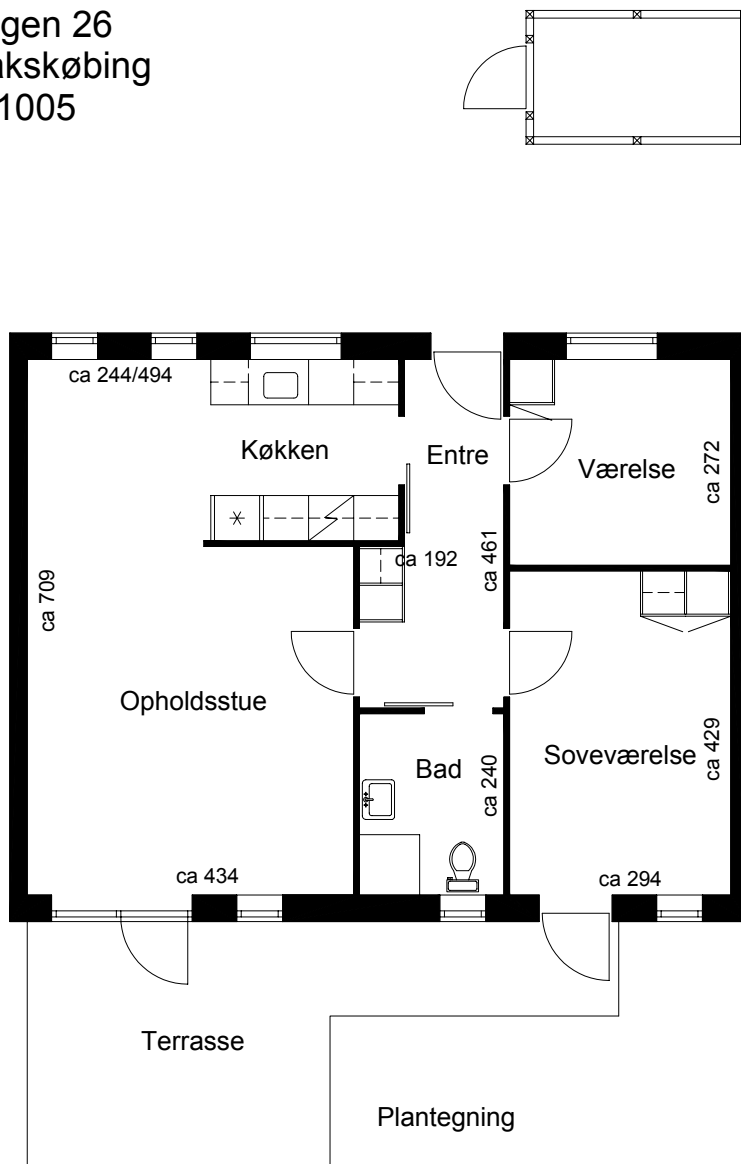 gen 26
akskøbing
1005
ca 244/494
Køkken
Entre
Værelse
ca 272
ca 192
ca 461
ca 709
Opholdsstue
Bad
ca 240
Soveværelse
ca 429
ca 434
ca 294
Terrasse
Plantegning